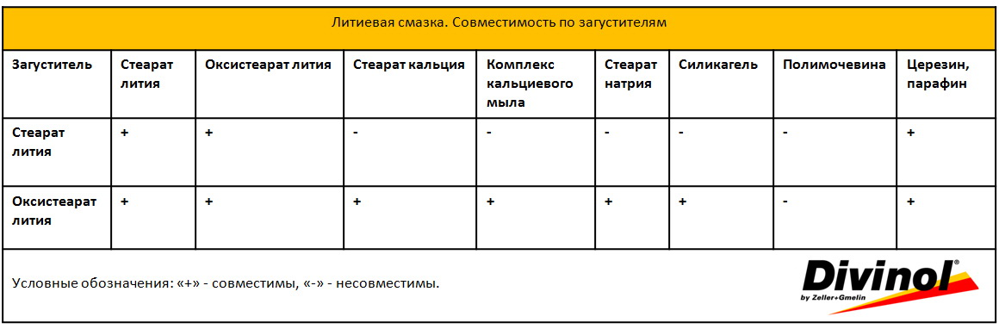 Литиевая смазка. Совместимость по загустителям
Загуститель
Стеарат
лития
Оксистеарат лития
Стеарат кальция
Комплекс
кальциевого
мыла
Стеарат
натрия
Силикагель
Полимочевина
Церезин,
парафин
Стеарат
лития
+
+
-
-
-
-
-
+
Оксистеарат
лития
+
+
+
+
+
+
-
+
Условные обозначения: «+» - совместимы, «-» - несовместимы.
Divinol®
by Zeller+Gmelin